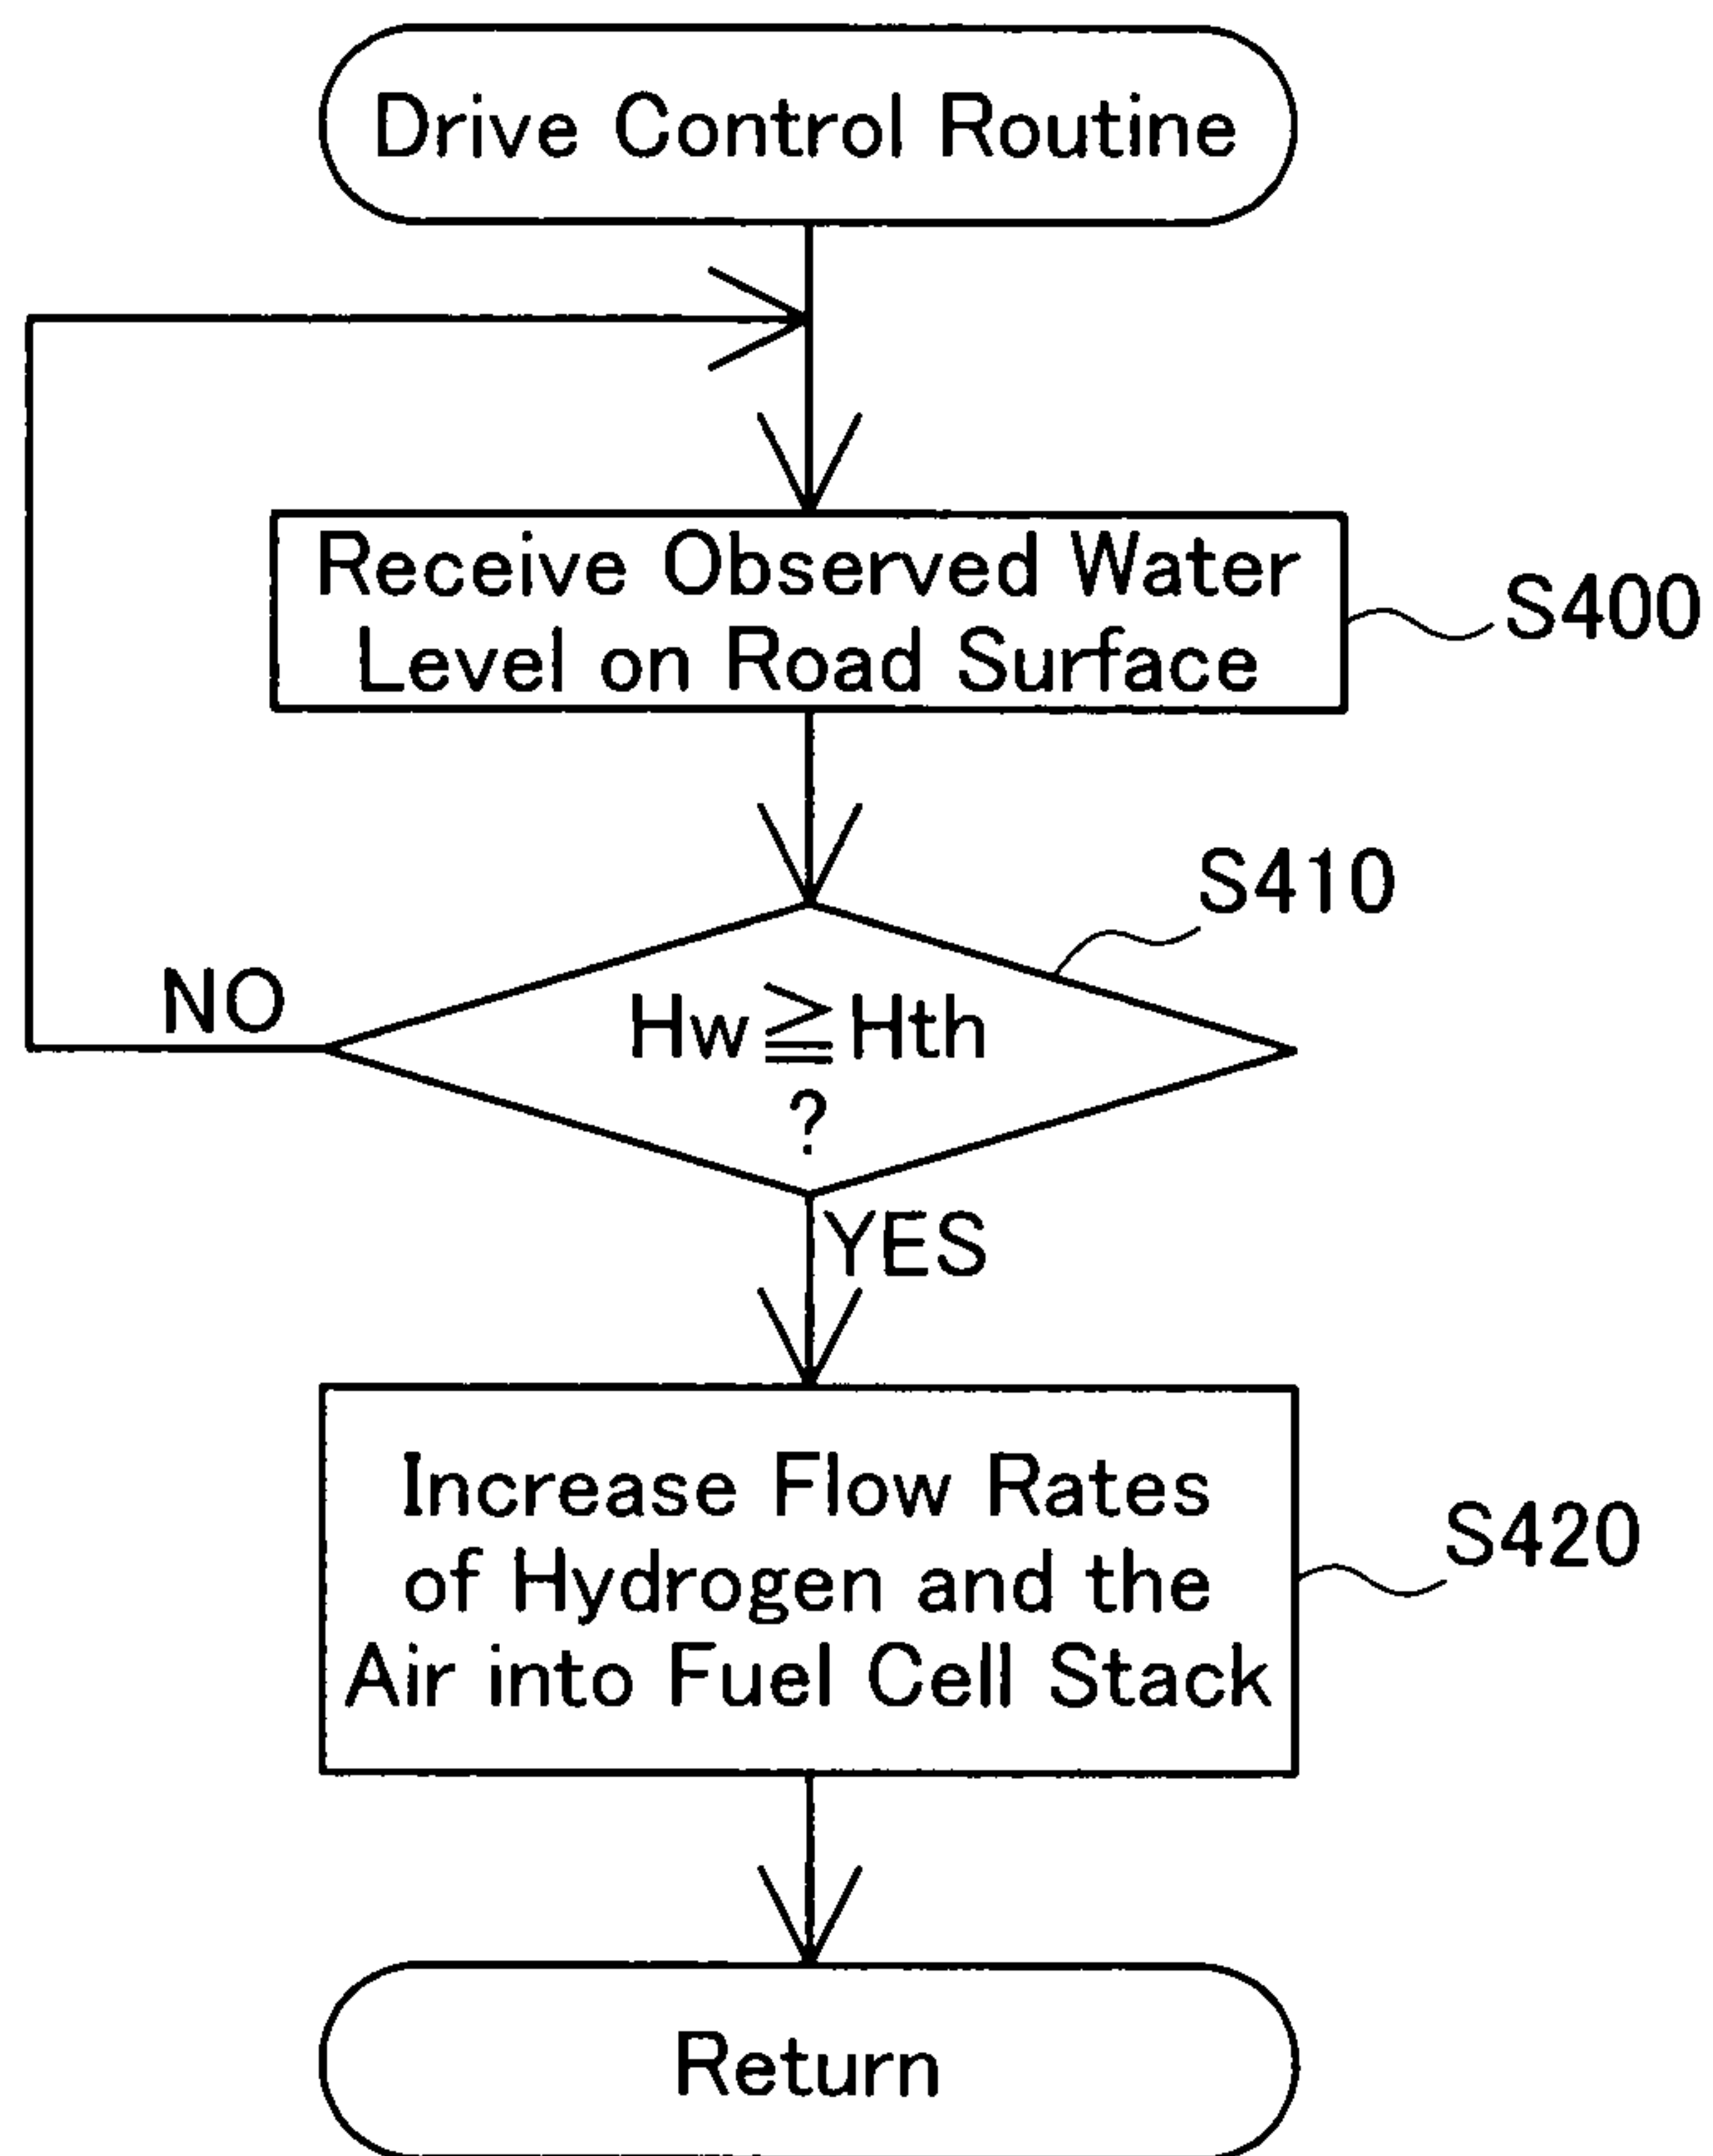 Drive Control Routine
Receive Observed Water
Level on Road Surface
S400
S410
NO
Hw≧Hth
?
YES
Increase Flow Rates
of Hydrogen and the
Air into Fuel Cell Stack
S420
Return